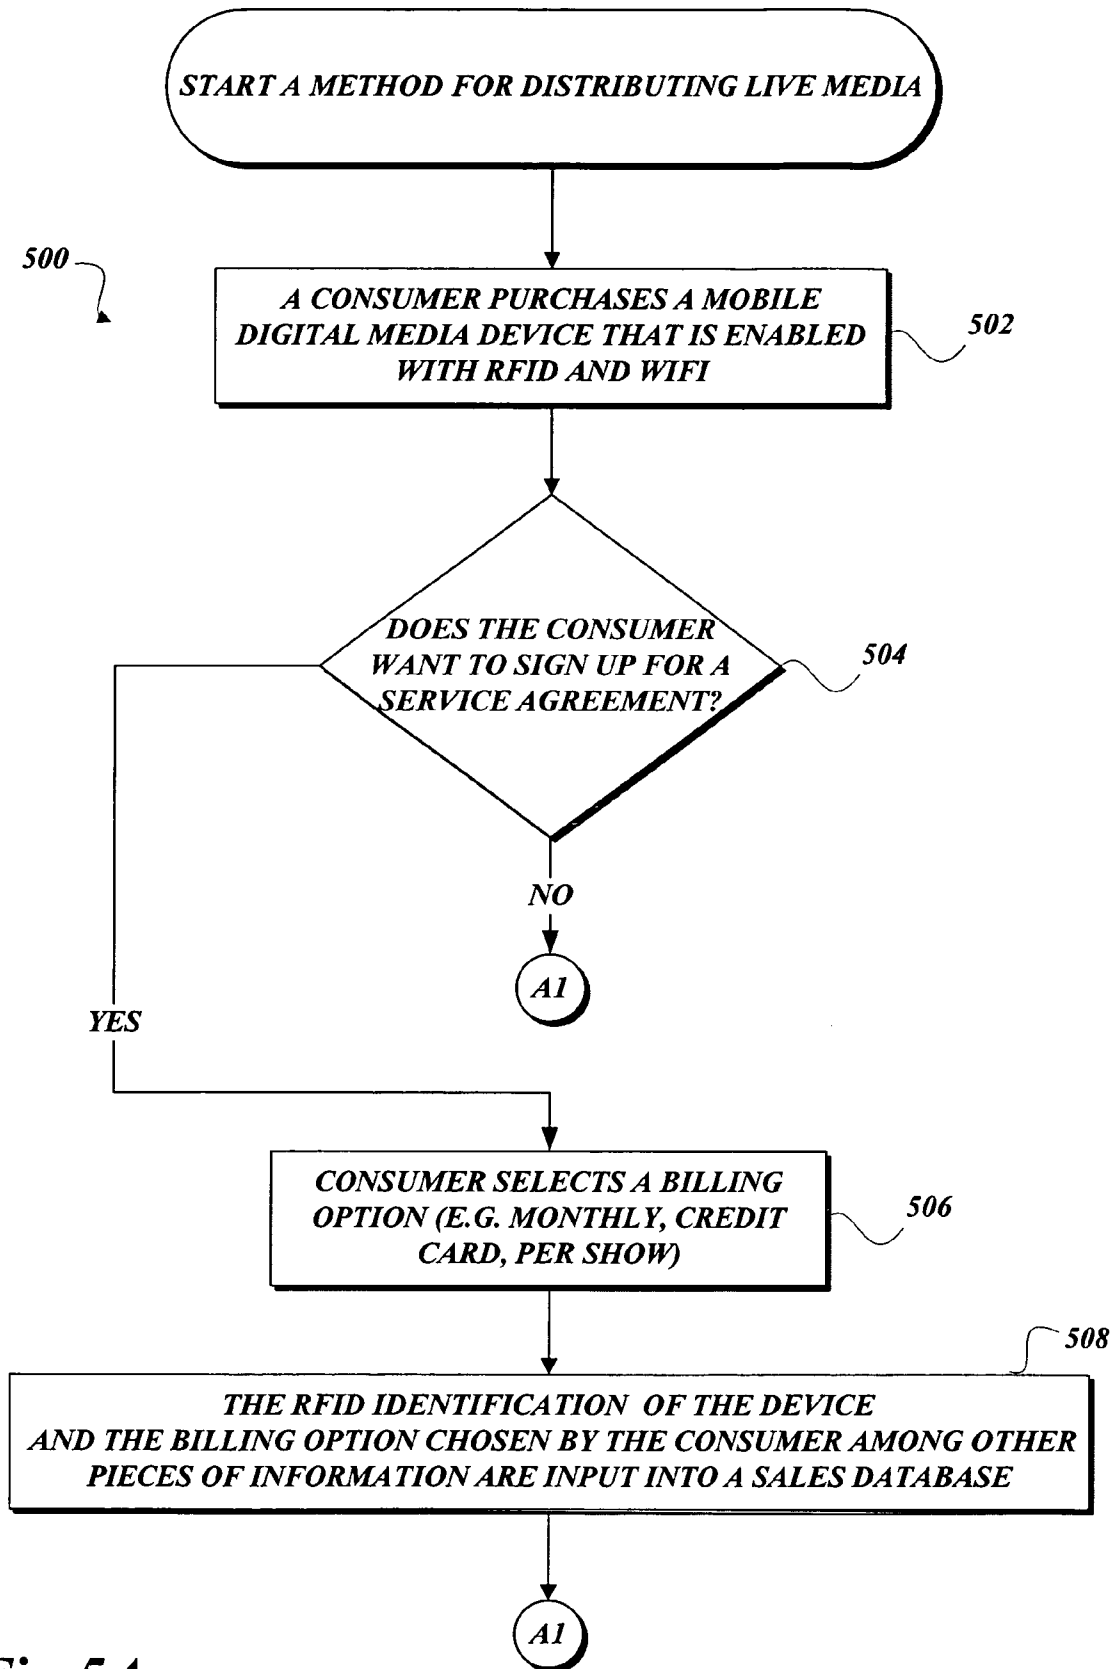 START A METHOD FOR DISTRIBUTING LIVE MEDIA
500
A CONSUMER PURCHASES A MOBILE
DIGITAL MEDIA DEVICE THAT IS ENABLED
WITH RFID AND WIFI
502
DOES THE CONSUMER
WANT TO SIGN UP FOR A
SERVICE AGREEMENT?
504
NO
A1
YES
CONSUMER SELECTS A BILLING
OPTION (E.G. MONTHLY, CREDIT
CARD, PER SHOW)
506
508
THE RFID IDENTIFICATION OF THE DEVICE
AND THE BILLING OPTION CHOSEN BY THE CONSUMER AMONG OTHER
PIECES OF INFORMATION ARE INPUT INTO A SALES DATABASE
A1